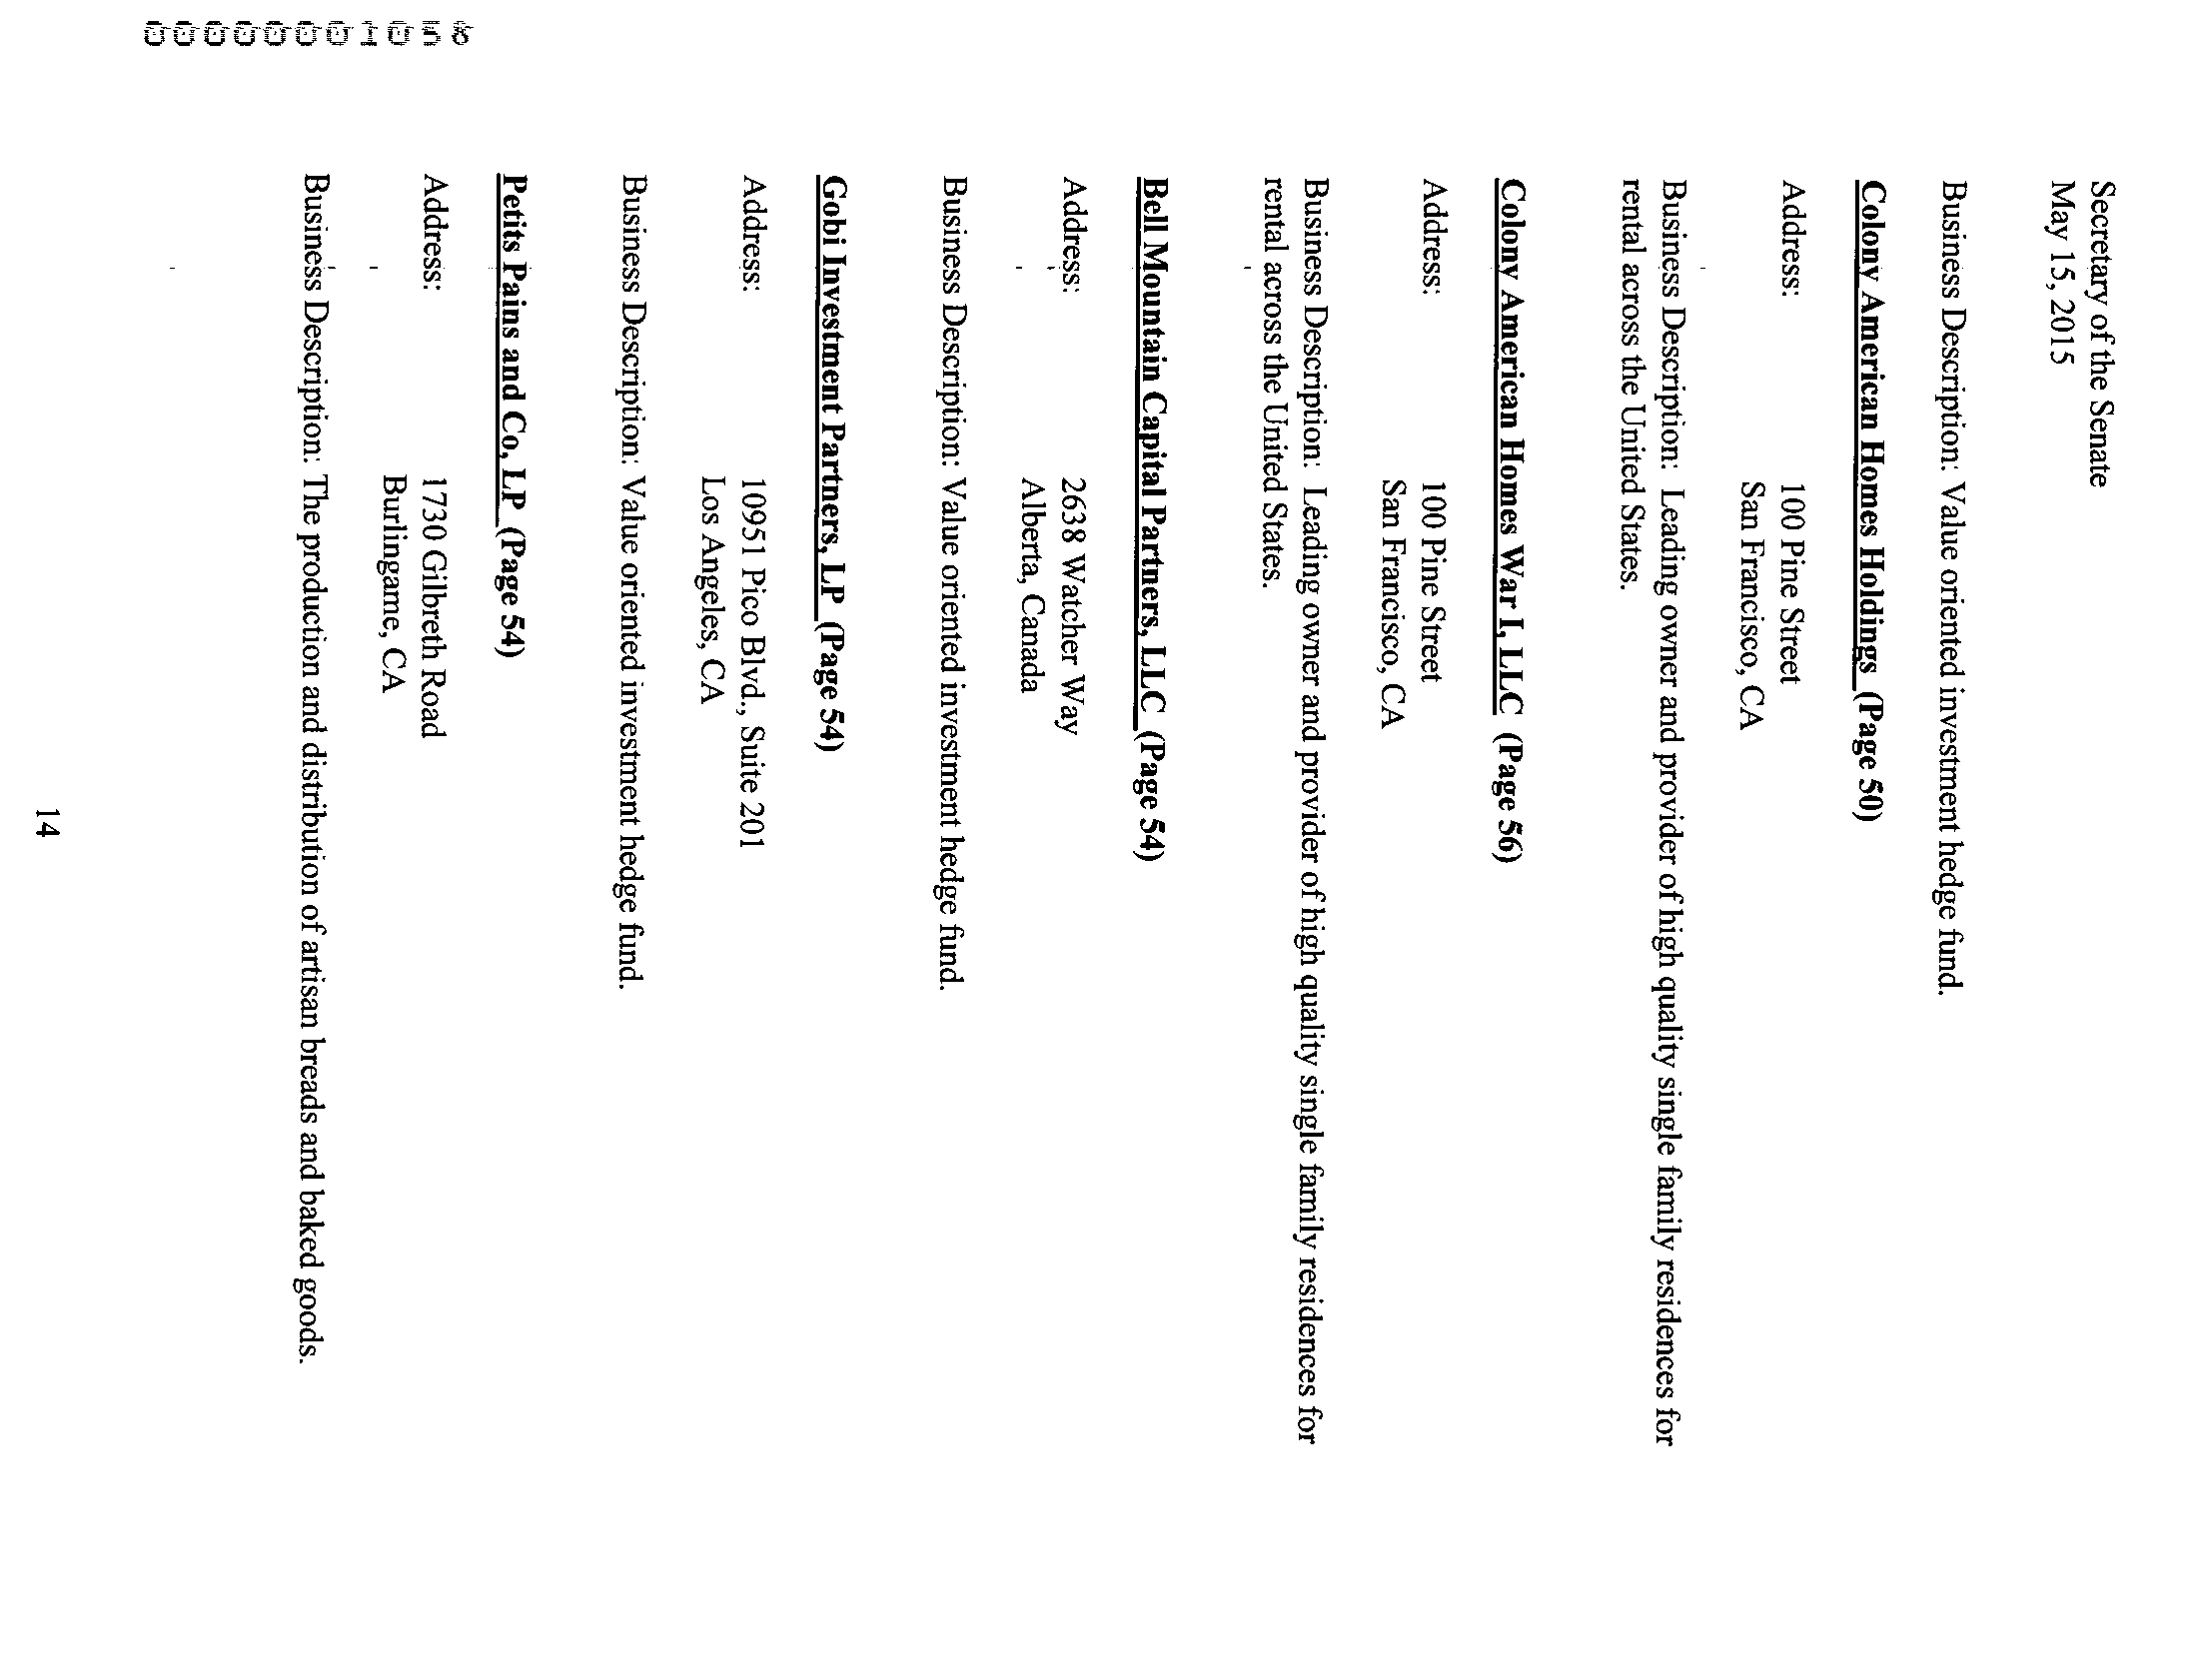 Secretary of the Senate
May 15, 2015
Business Description: Value oriented investment hedge fund.
Colony American Homes Holdings (Page 50)
Address: 100 Pine Street
San Francisco, CA
Business Description: Leading owner and provider of high quality single family residences for
rental across the United States.
Colony American Homes War I, LLC (Page 56)
Address: 100 Pine Street
San Francisco, CA
Business Description: Leading owner and provider of high quality single family residences for
rental across the United States.
Bell Mountain Capital Partners, LLC (Page 54)
Address: 2638 Watcher Way
Alberta, Canada
Business Description: Value oriented investment hedge fund.
Gobi Investment Partners, LP (Page 54)
Address: 10951 Pico Blvd., Suite 201
Los Angeles, CA
Business Description: Value oriented investment hedge fund.
Petits Pains and Co, LP (Page 54)
Address: 1730 Gilbreth Road
Burlingame, CA
Business Description: The production and distribution of artisan breads and baked goods.
14
00000001058